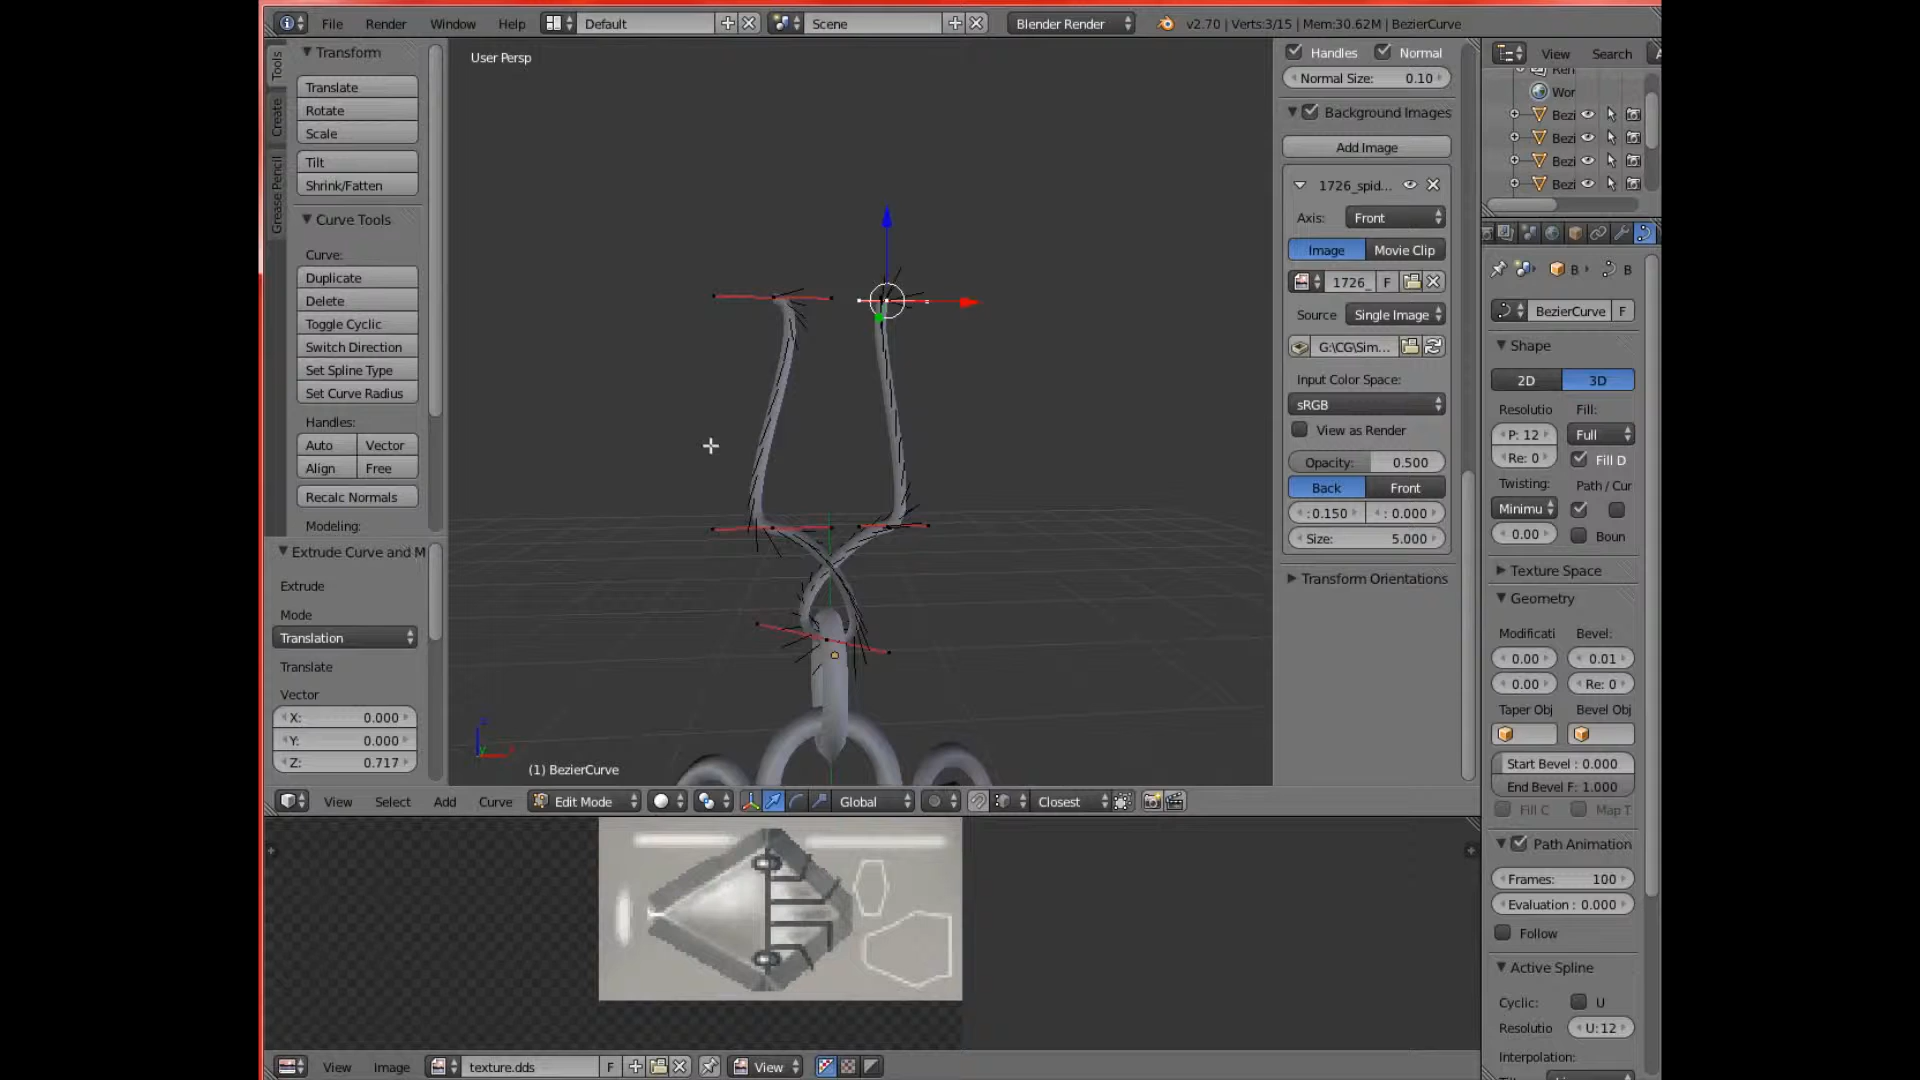 File Render Window Help Default Scene Blender Render v2.70 | Verts:3/15 | Mem:30.62M | BezierCurve
Tools
Create
Grease Pencil
Transform
Translate
Rotate
Scale
Tilt
Shrink/Fatten
Curve Tools
Curve:
Duplicate
Delete
Toggle Cyclic
Switch Direction
Set Spline Type
Set Curve Radius
Handles:
Auto Vector
Align Free
Recalc Normals
Modeling:
Extrude Curve and M
Extrude
Mode
Translation
Translate
Vector
X: 0.000
Y: 0.000
Z: 0.717
User Persp
(1) BezierCurve
Handles Normal
Normal Size: 0.10
Background Images
Add Image
1726_spid...
Axis: Front
Image Movie Clip
1726_ F
Source Single Image
G:\CG\Sim...
Input Color Space:
sRGB
View as Render
Opacity: 0.500
Back Front
:0.150 : 0.000
Size: 5.000
Transform Orientations
View Search
Wor
Bezi
Bezi
Bezi
Bezi
B B
BezierCurve F
Shape
2D 3D
Resolutio Fill:
P: 12 Full
Re: 0 Fill D
Twisting: Path / Cur
Minimu
0.00 Boun
Texture Space
Geometry
Modificati Bevel:
0.00 0.01
0.00 Re: 0
Taper Obj Bevel Obj
Start Bevel : 0.000
End Bevel F: 1.000
Fill C Map T
Path Animation
Frames: 100
Evaluation : 0.000
Follow
Active Spline
Cyclic: U
Resolutio U:12
Interpolation:
View Select Add Curve Edit Mode Global Closest
View Image texture.dds F View